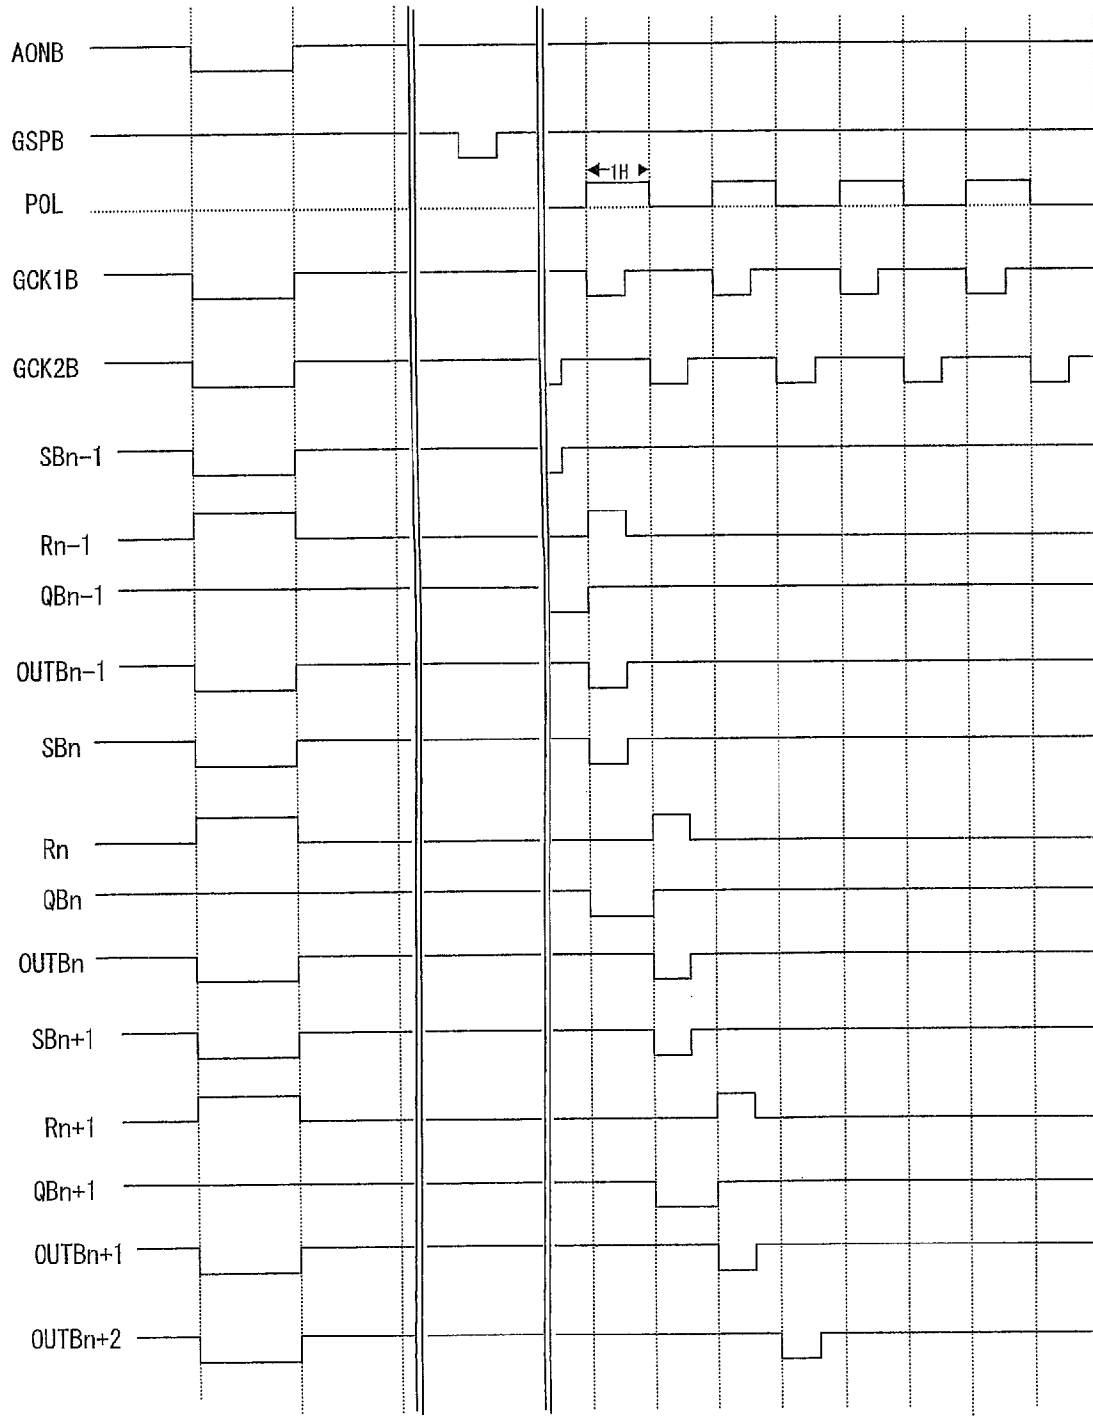 AONB
GSPB
1H
POL
GCK1B
GCK2B
SBn-1
Rn-1
QBn-1
OUTBn-1
SBn
Rn
QBn
OUTBn
SBn+1
Rn+1
QBn+1
OUTBn+1
OUTBn+2